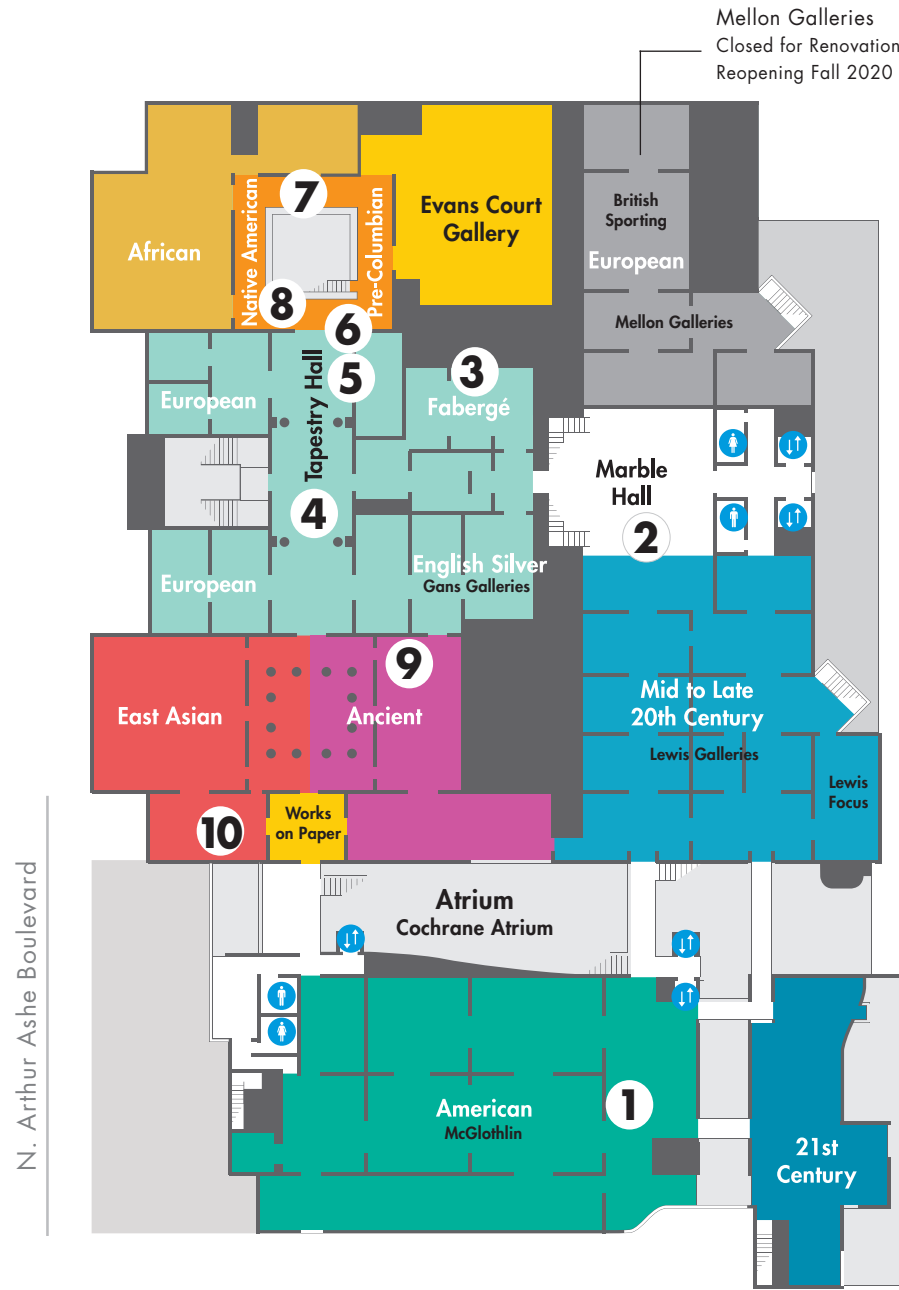 Mellon Galleries
Closed for Renovation
Reopening Fall 2020
7
Native American
Pre-Columbian
Evans Court
Gallery
British
Sporting
African
European
8
6
Mellon Galleries
Tapestry Hall
5
3
Fabergé
European
Marble
Hall
4
2
English Silver
Gans Galleries
European
9
Mid to Late
20th Century
East Asian
Ancient
Lewis Galleries
Lewis
Focus
10
Works
on Paper
N. Arthur Ashe Boulevard
Atrium
Cochrane Atrium
1
American
McGlothlin
21st
Century